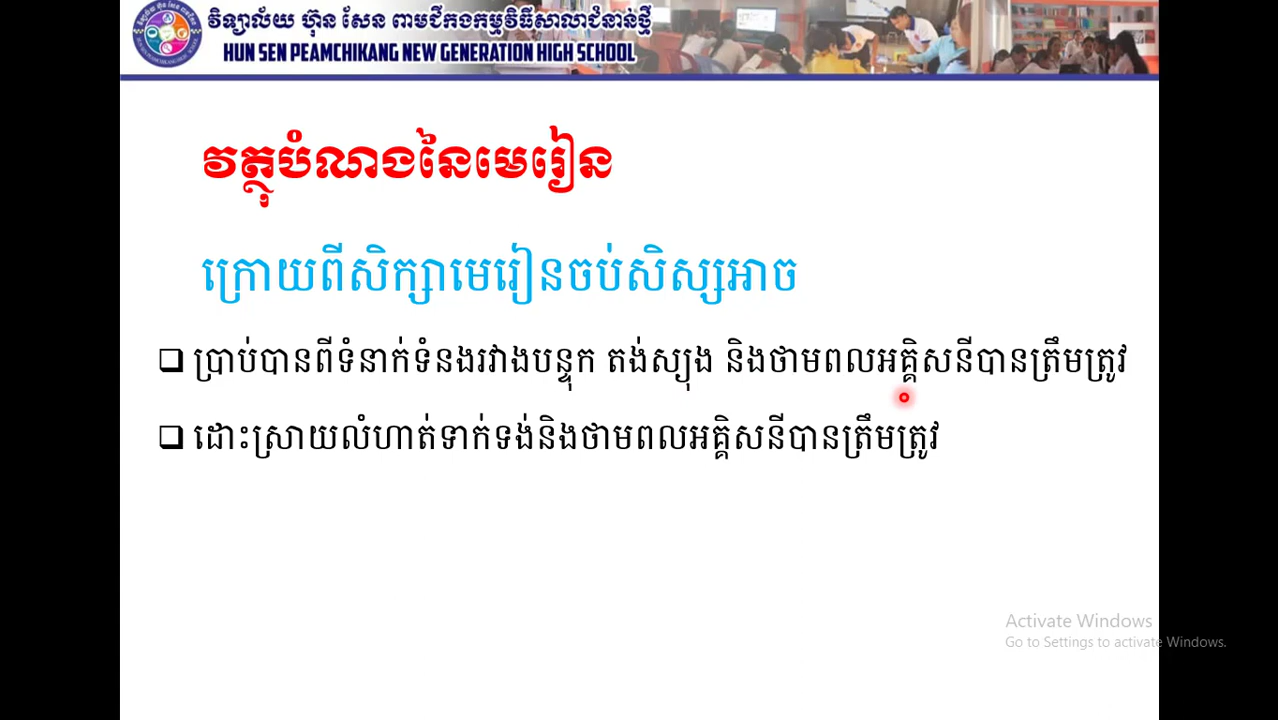 វិទ្យាល័យ ហ៊ុន សែន ពាមជីកងកម្មវិធីសាលាជំនាន់ថ្មី
HUN SEN PEAMCHIKANG NEW GENERATION HIGH SCHOOL
វត្ថុបំណងនៃមេរៀន
ក្រោយពីសិក្សាមេរៀនចប់សិស្សអាច
❑ ប្រាប់បានពីទំនាក់ទំនងរវាងបន្ទុក តង់ស្យុង និងថាមពលអគ្គិសនីបានត្រឹមត្រូវ
❑ ដោះស្រាយលំហាត់ទាក់ទង់និងថាមពលអគ្គិសនីបានត្រឹមត្រូវ
Activate Windows
Go to Settings to activate Windows.